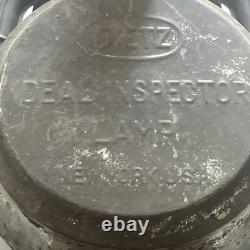 DIETZ
IDEAL INSPECTOR
LAMP
NEW YORK U.S.A.
ebay